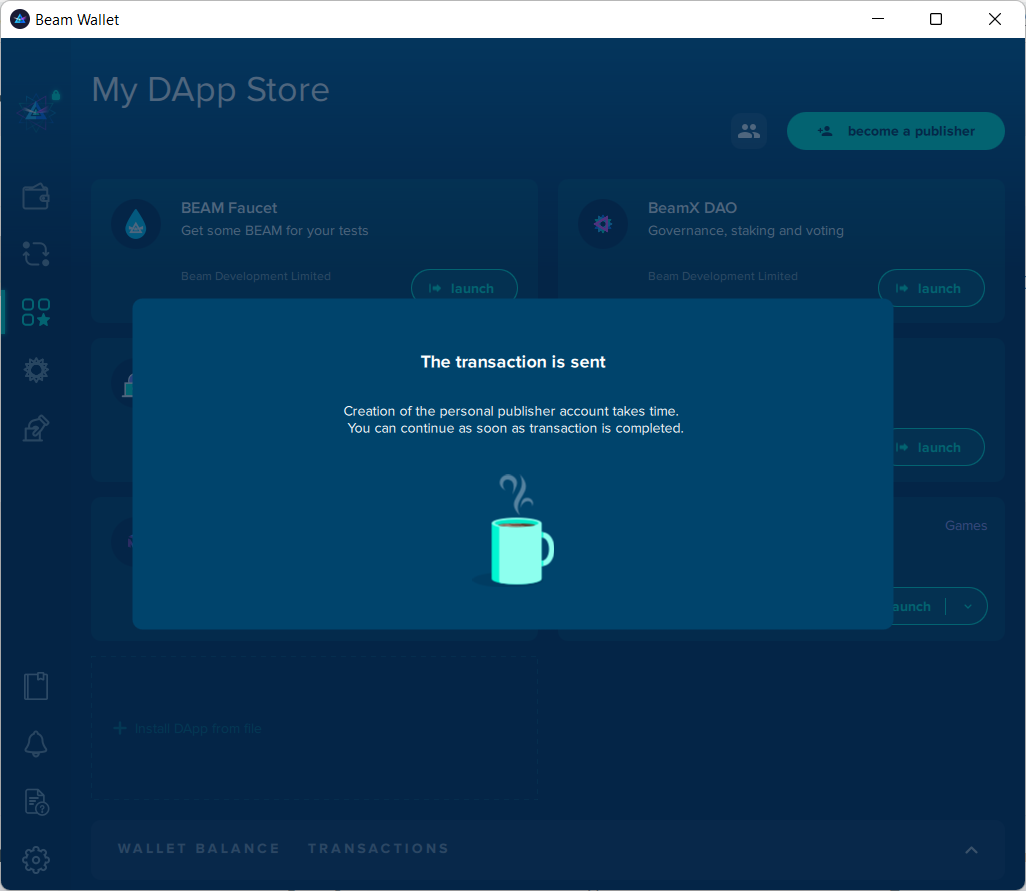 Beam Wallet
My DApp Store
become a publisher
BEAM Faucet
Get some BEAM for your tests
Beam Development Limited
launch
BeamX DAO
Governance, staking and voting
Beam Development Limited
launch
The transaction is sent
Creation of the personal publisher account takes time.
You can continue as soon as transaction is completed.
launch
Games
aunch
Install DApp from file
WALLET BALANCE
TRANSACTIONS